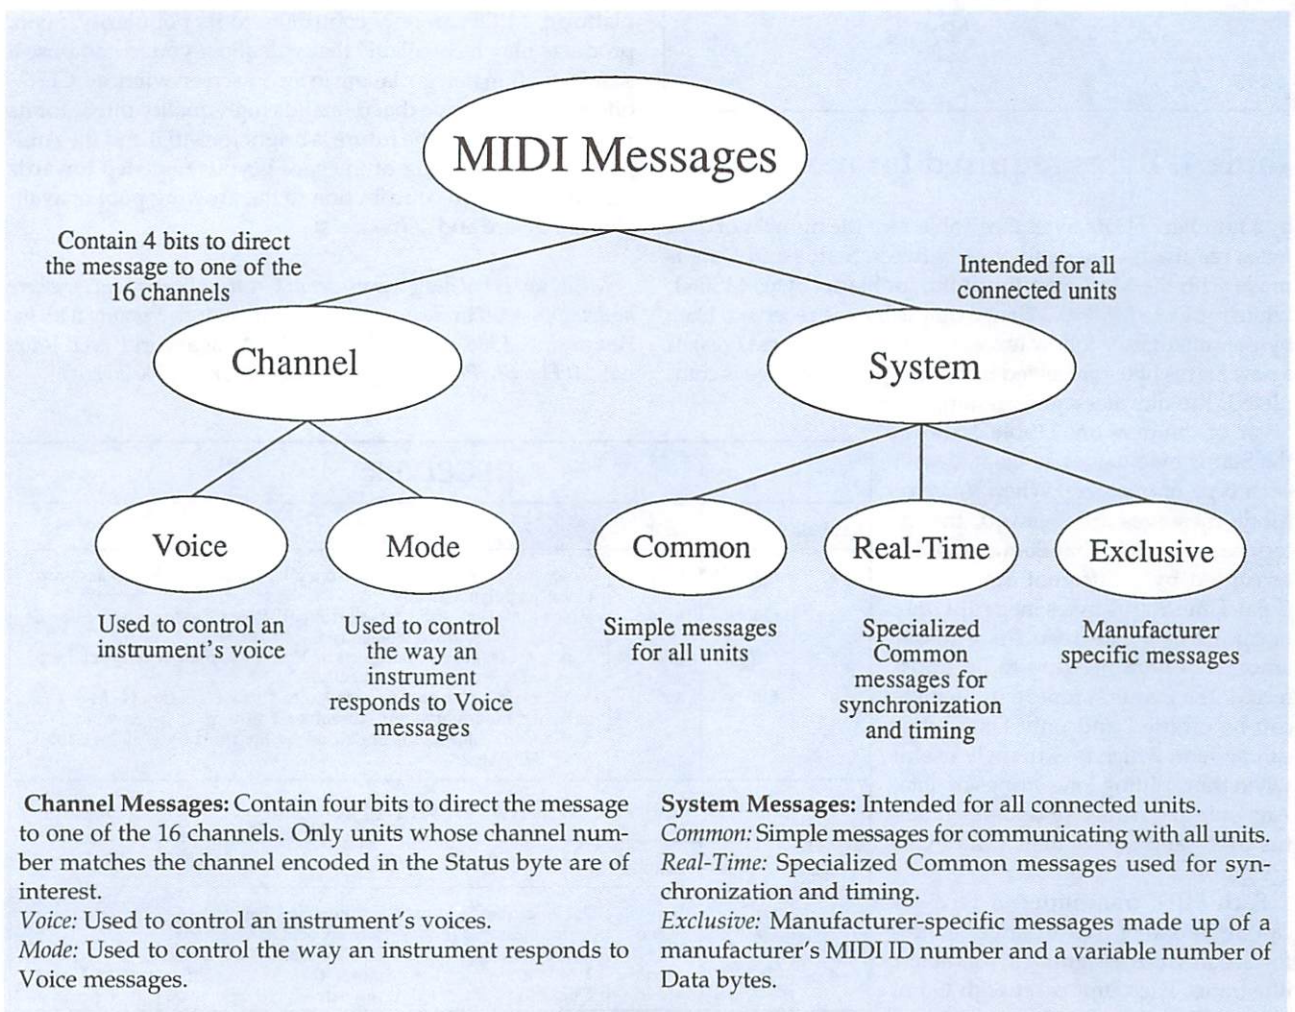 MIDI Messages
Contain 4 bits to direct
the message to one of the
16 channels
Intended for all
connected units
Channel
System
Voice
Mode
Common
Real-Time
Exclusive
Used to control an
instrument's voice
Used to control
the way an
instrument
responds to Voice
messages
Simple messages
for all units
Specialized
Common
messages for
synchronization
and timing
Manufacturer
specific messages
Channel Messages: Contain four bits to direct the message
to one of the 16 channels. Only units whose channel num-
ber matches the channel encoded in the Status byte are of
interest.
Voice: Used to control an instrument's voices.
Mode: Used to control the way an instrument responds to
Voice messages.
System Messages: Intended for all connected units.
Common: Simple messages for communicating with all units.
Real-Time: Specialized Common messages used for syn-
chronization and timing.
Exclusive: Manufacturer-specific messages made up of a
manufacturer's MIDI ID number and a variable number of
Data bytes.